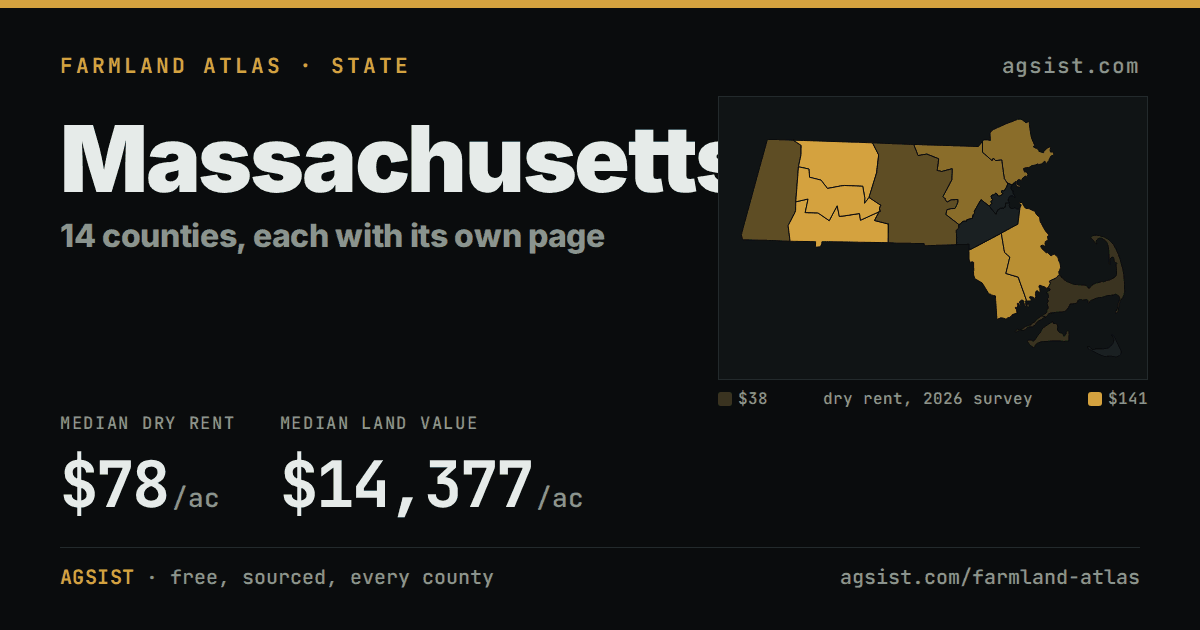 FARMLAND ATLAS · STATE
agsist.com
Massachusetts
14 counties, each with its own page
$38
dry rent, 2026 survey
$141
MEDIAN DRY RENT
MEDIAN LAND VALUE
$78/ac
$14,377/ac
AGSIST · free, sourced, every county
agsist.com/farmland-atlas